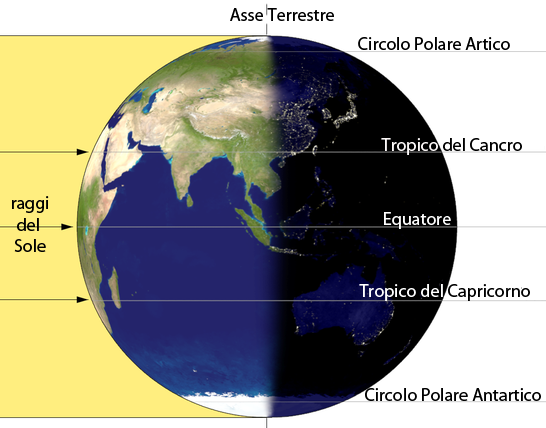 Asse Terrestre
Circolo Polare Artico
Tropico del Cancro
raggi
del
Sole
Equatore
Tropico del Capricorno
Circolo Polare Antartico